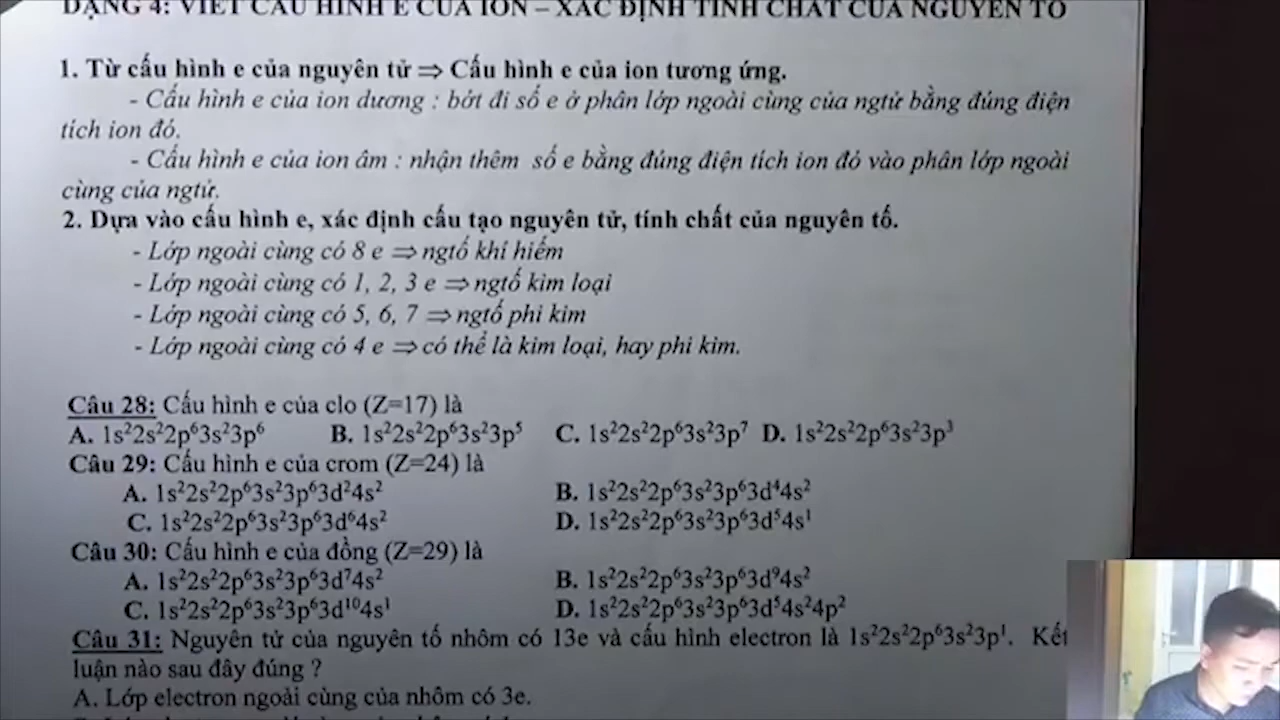 DẠNG 4: VIẾT CẤU HÌNH E CỦA ION – XÁC ĐỊNH TÍNH CHẤT CỦA NGUYÊN TỐ
1. Từ cấu hình e của nguyên tử ⇒ Cấu hình e của ion tương ứng.
- Cấu hình e của ion dương : bớt đi số e ở phân lớp ngoài cùng của ngtử bằng đúng điện
tích ion đó.
- Cấu hình e của ion âm : nhận thêm số e bằng đúng điện tích ion đó vào phân lớp ngoài
cùng của ngtử.
2. Dựa vào cấu hình e, xác định cấu tạo nguyên tử, tính chất của nguyên tố.
- Lớp ngoài cùng có 8 e ⇒ ngtố khí hiếm
- Lớp ngoài cùng có 1, 2, 3 e ⇒ ngtố kim loại
- Lớp ngoài cùng có 5, 6, 7 ⇒ ngtố phi kim
- Lớp ngoài cùng có 4 e ⇒ có thể là kim loại, hay phi kim.
Câu 28: Cấu hình e của clo (Z=17) là
A. 1s²2s²2p⁶3s²3p⁶ B. 1s²2s²2p⁶3s²3p⁵ C. 1s²2s²2p⁶3s²3p⁷ D. 1s²2s²2p⁶3s²3p³
Câu 29: Cấu hình e của crom (Z=24) là
A. 1s²2s²2p⁶3s²3p⁶3d²4s² B. 1s²2s²2p⁶3s²3p⁶3d⁴4s²
C. 1s²2s²2p⁶3s²3p⁶3d⁶4s² D. 1s²2s²2p⁶3s²3p⁶3d⁵4s¹
Câu 30: Cấu hình e của đồng (Z=29) là
A. 1s²2s²2p⁶3s²3p⁶3d⁷4s² B. 1s²2s²2p⁶3s²3p⁶3d⁹4s²
C. 1s²2s²2p⁶3s²3p⁶3d¹⁰4s¹ D. 1s²2s²2p⁶3s²3p⁶3d⁵4s²4p²
Câu 31: Nguyên tử của nguyên tố nhôm có 13e và cấu hình electron là 1s²2s²2p⁶3s²3p¹. Kết
luận nào sau đây đúng ?
A. Lớp electron ngoài cùng của nhôm có 3e.